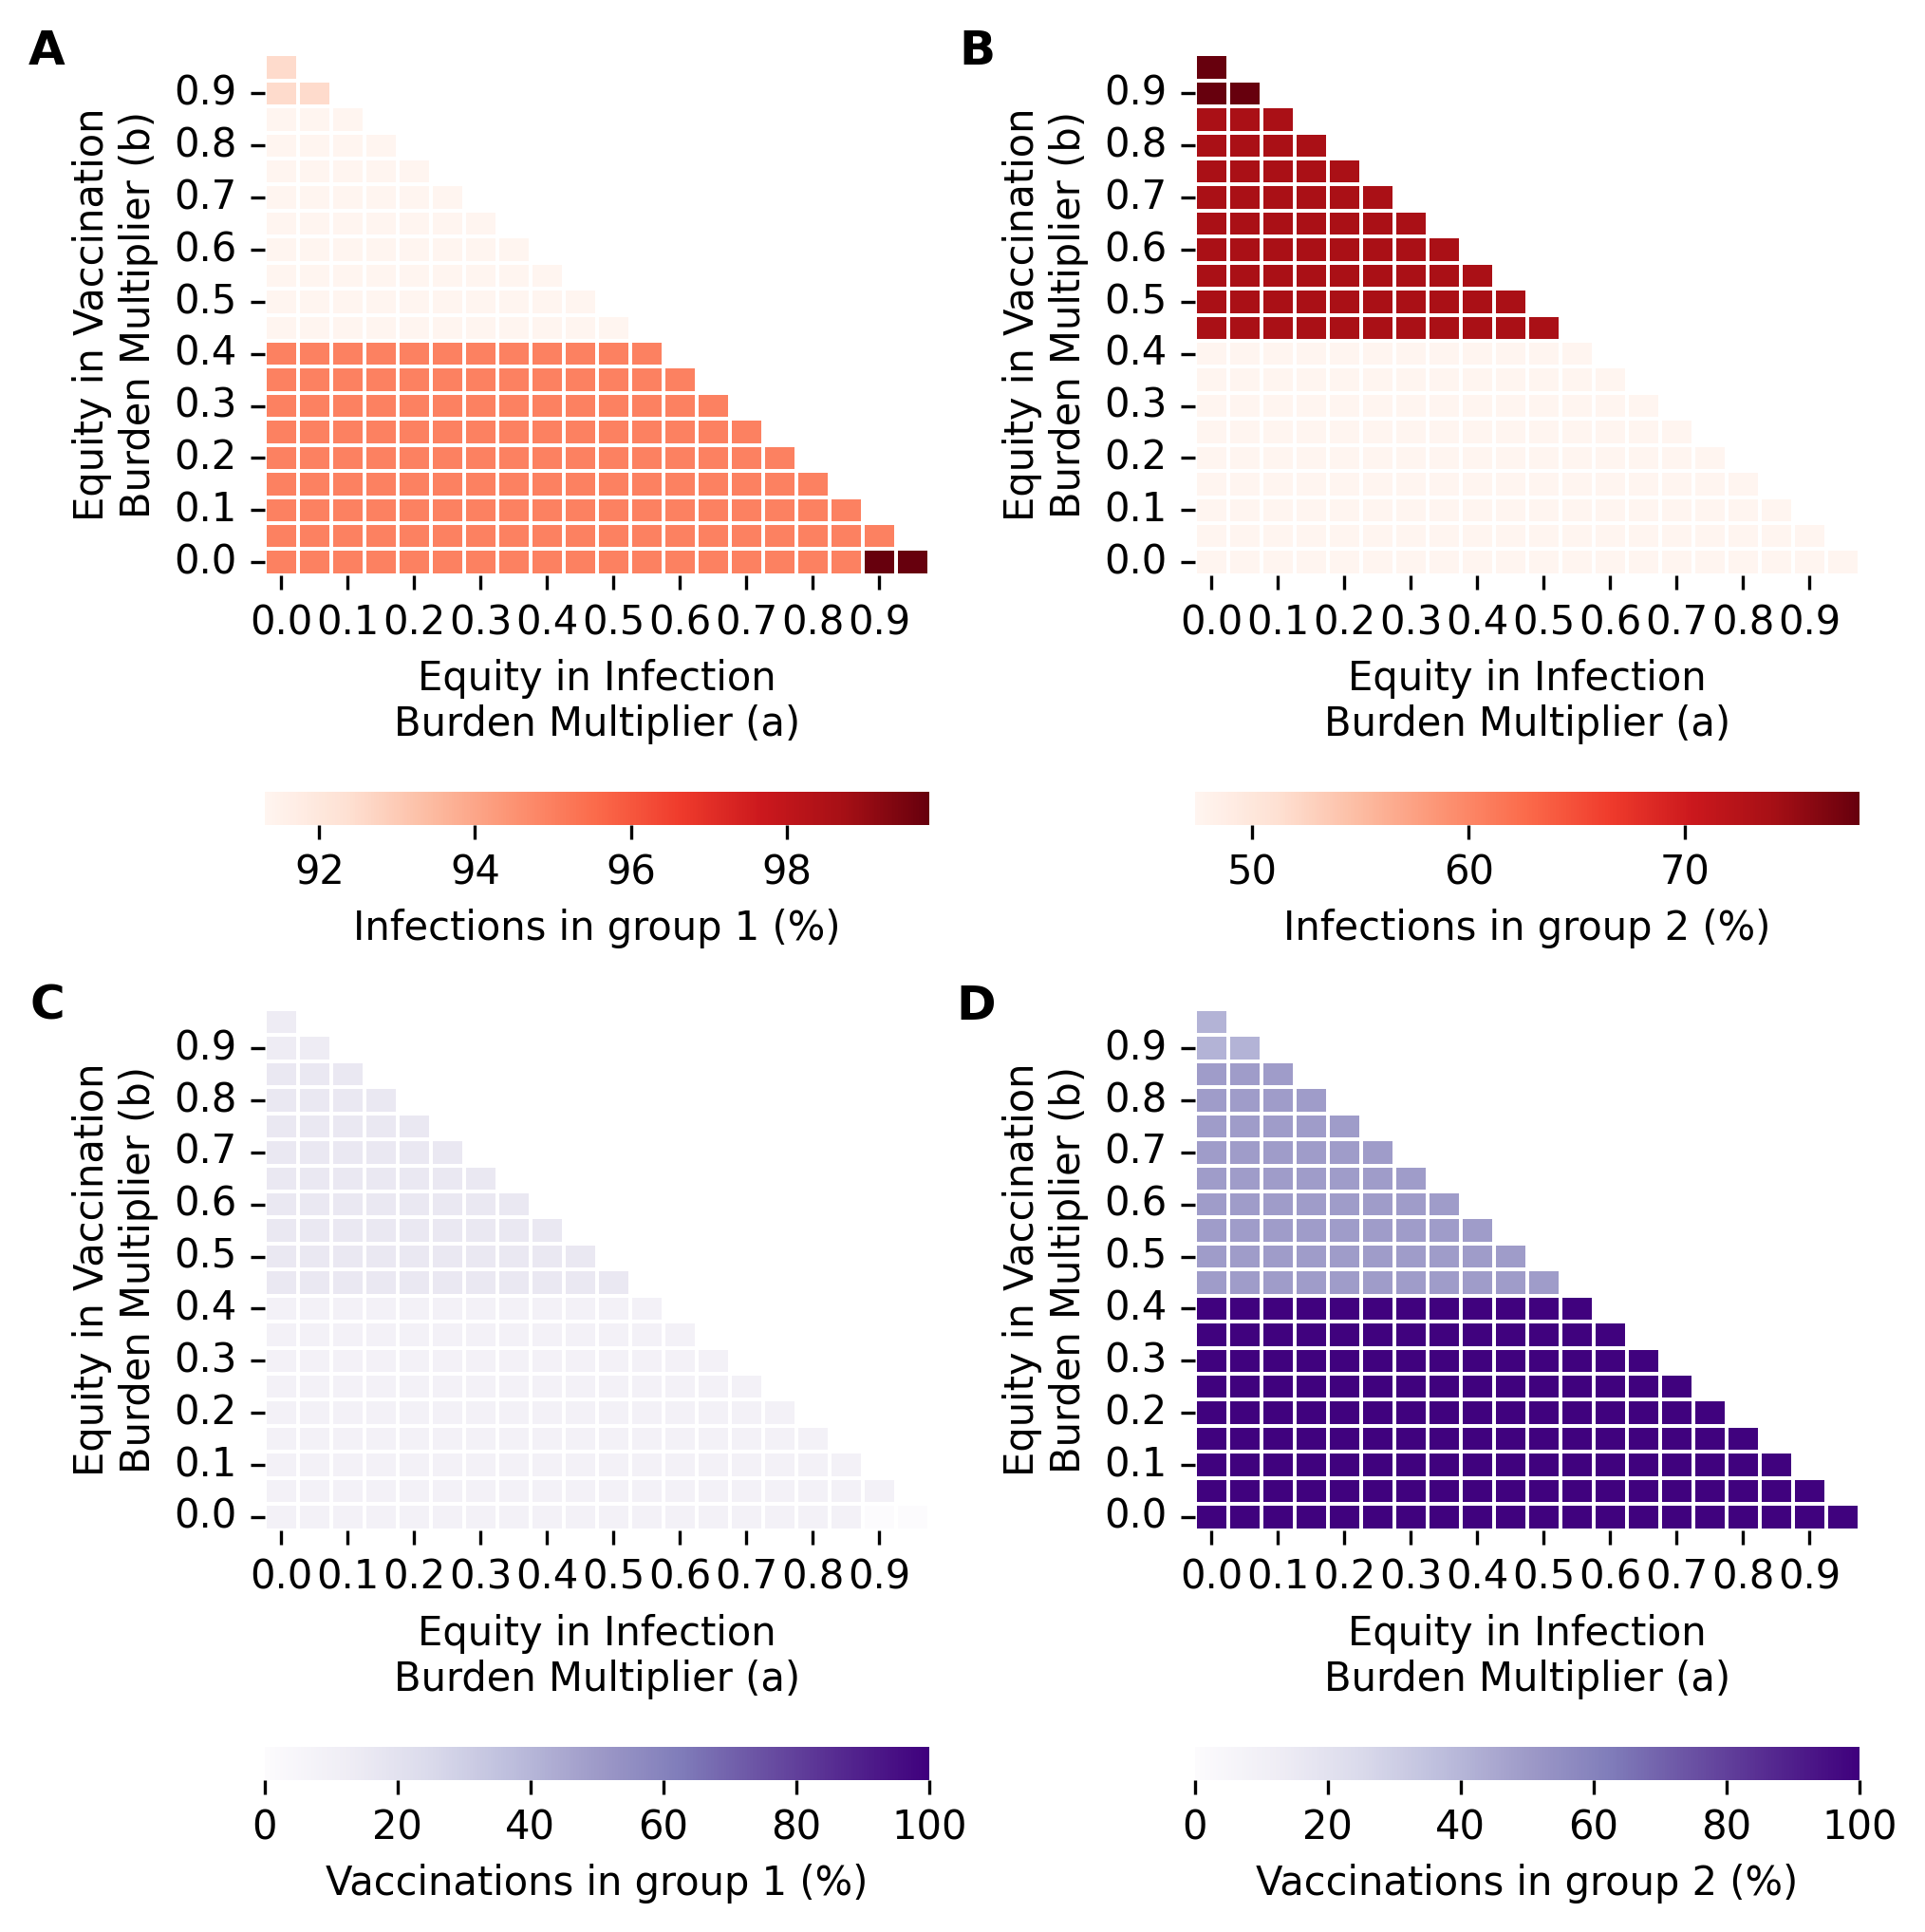 A
Equity in Vaccination
Burden Multiplier (b)
0.9
0.8
0.7
0.6
0.5
0.4
0.3
0.2
0.1
0.0
0.0 0.1 0.2 0.3 0.4 0.5 0.6 0.7 0.8 0.9
Equity in Infection
Burden Multiplier (a)
92 94 96 98
Infections in group 1 (%)
B
Equity in Vaccination
Burden Multiplier (b)
0.9
0.8
0.7
0.6
0.5
0.4
0.3
0.2
0.1
0.0
0.0 0.1 0.2 0.3 0.4 0.5 0.6 0.7 0.8 0.9
Equity in Infection
Burden Multiplier (a)
50 60 70
Infections in group 2 (%)
C
Equity in Vaccination
Burden Multiplier (b)
0.9
0.8
0.7
0.6
0.5
0.4
0.3
0.2
0.1
0.0
0.0 0.1 0.2 0.3 0.4 0.5 0.6 0.7 0.8 0.9
Equity in Infection
Burden Multiplier (a)
0 20 40 60 80 100
Vaccinations in group 1 (%)
D
Equity in Vaccination
Burden Multiplier (b)
0.9
0.8
0.7
0.6
0.5
0.4
0.3
0.2
0.1
0.0
0.0 0.1 0.2 0.3 0.4 0.5 0.6 0.7 0.8 0.9
Equity in Infection
Burden Multiplier (a)
0 20 40 60 80 100
Vaccinations in group 2 (%)